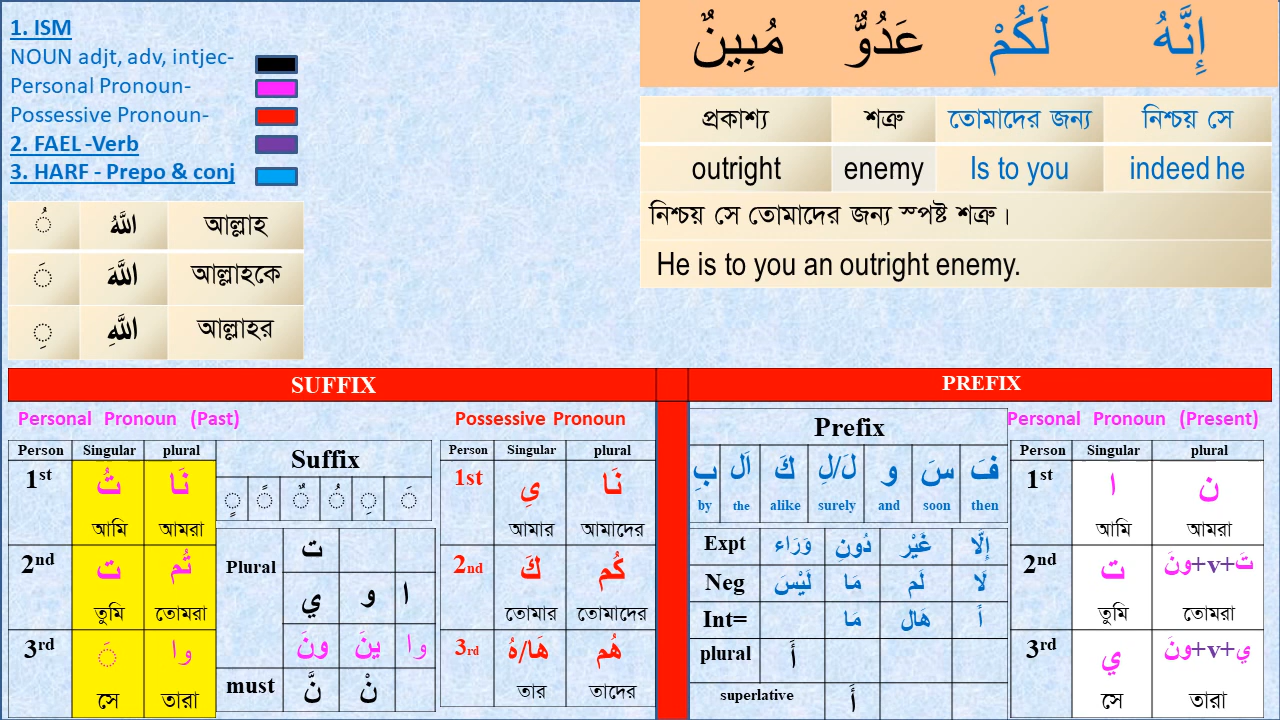 1. ISM
NOUN adjt, adv, intjec-
Personal Pronoun-
Possessive Pronoun-
2. FAEL -Verb
3. HARF - Prepo & conj
إِنَّهُ لَكُمْ عَدُوٌّ مُبِينٌ
প্রকাশ্য শত্রু তোমাদের জন্য নিশ্চয় সে
outright enemy Is to you indeed he
নিশ্চয় সে তোমাদের জন্য স্পষ্ট শত্রু।
He is to you an outright enemy.
ُ اللَّهُ আল্লাহ
َ اللَّهَ আল্লাহকে
ِ اللَّهِ আল্লাহর
SUFFIX
Personal Pronoun (Past)
Person Singular plural
1st تُ نَا
আমি আমরা
2nd ت تُم
তুমি তোমরা
3rd َ وا
সে তারা
Suffix
ٍ ً ٌ ُ ِ َ
Plural ت
ي و ا
ونَ ينَ وا
must نَّ نْ
Possessive Pronoun
Person Singular plural
1st يِ نَا
আমার আমাদের
2nd كَ كُم
তোমার তোমাদের
3rd هَا/هُ هُم
তার তাদের
PREFIX
Prefix
بِ اَل كَ لَ/لِ و سَ فَ
by the alike surely and soon then
Expt وَرَاء دُونِ غَيْر إِلَّا
Neg لَيْسَ مَا لَم لَا
Int= مَا هَال أَ
plural أَ
superlative أَ
Personal Pronoun (Present)
Person Singular plural
1st ا ن
আমি আমরা
2nd ت تَ+v+ونَ
তুমি তোমরা
3rd ي ي+v+ونَ
সে তারা